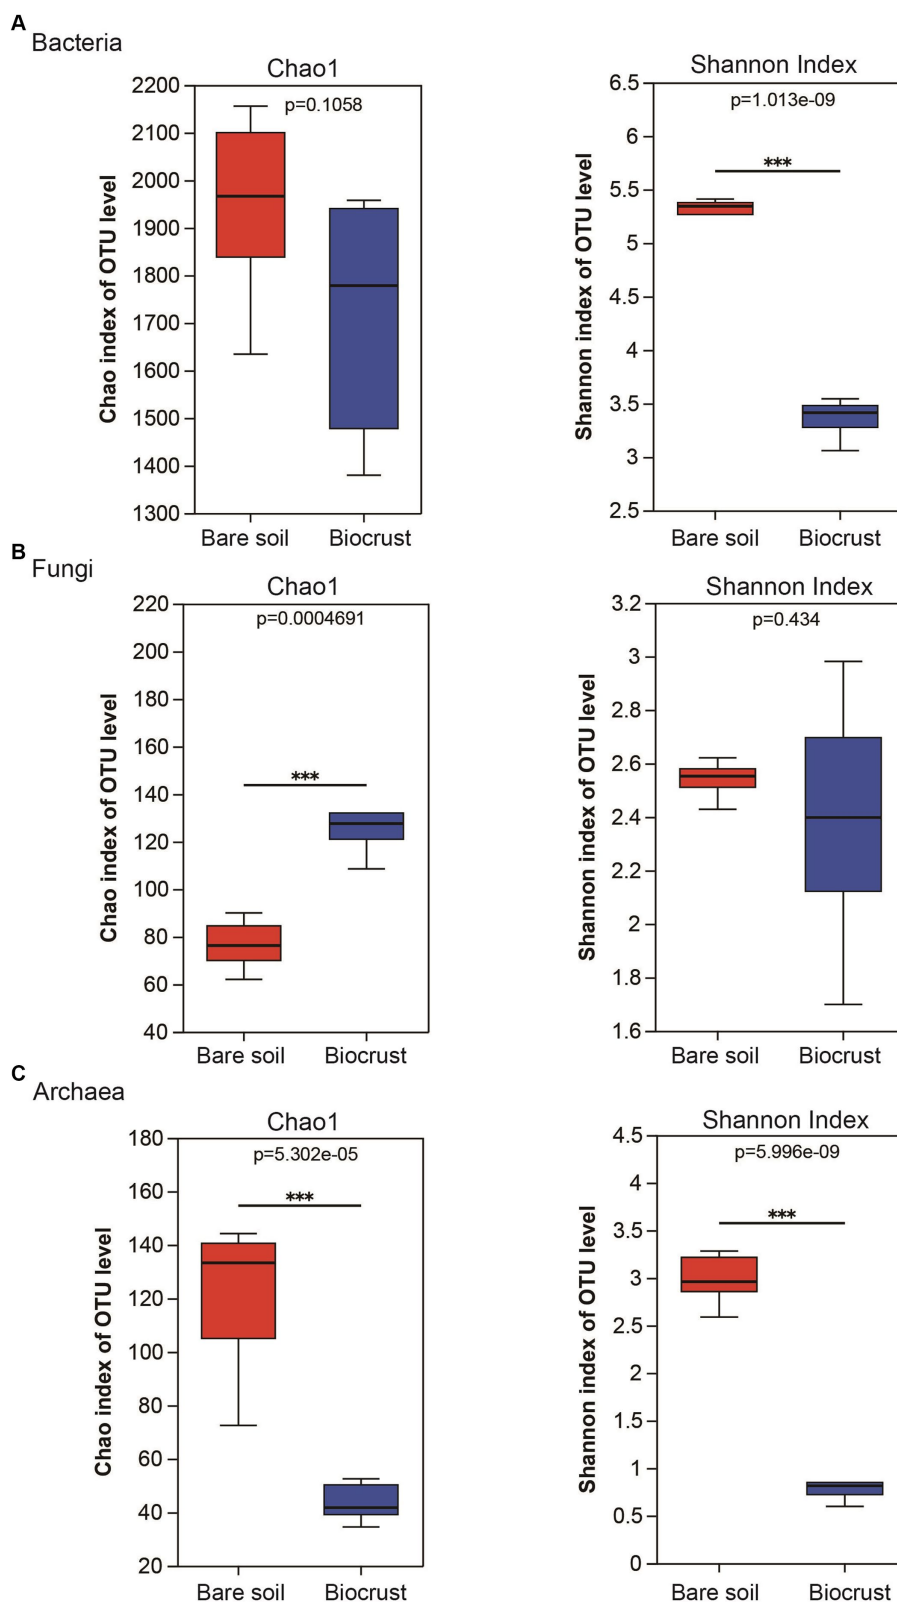 A
Bacteria
Chao1
p=0.1058
2200
2100
2000
1900
1800
1700
1600
1500
1400
1300
Chao index of OTU level
Bare soil
Biocrust
Shannon Index
p=1.013e-09
***
6.5
6
5.5
5
4.5
4
3.5
3
2.5
Shannon index of OTU level
Bare soil
Biocrust
B
Fungi
Chao1
p=0.0004691
***
220
200
180
160
140
120
100
80
60
40
Chao index of OTU level
Bare soil
Biocrust
Shannon Index
p=0.434
3.2
3
2.8
2.6
2.4
2.2
2
1.8
1.6
Shannon index of OTU level
Bare soil
Biocrust
C
Archaea
Chao1
p=5.302e-05
***
180
160
140
120
100
80
60
40
20
Chao index of OTU level
Bare soil
Biocrust
Shannon Index
p=5.996e-09
***
4.5
4
3.5
3
2.5
2
1.5
1
0.5
0
Shannon index of OTU level
Bare soil
Biocrust